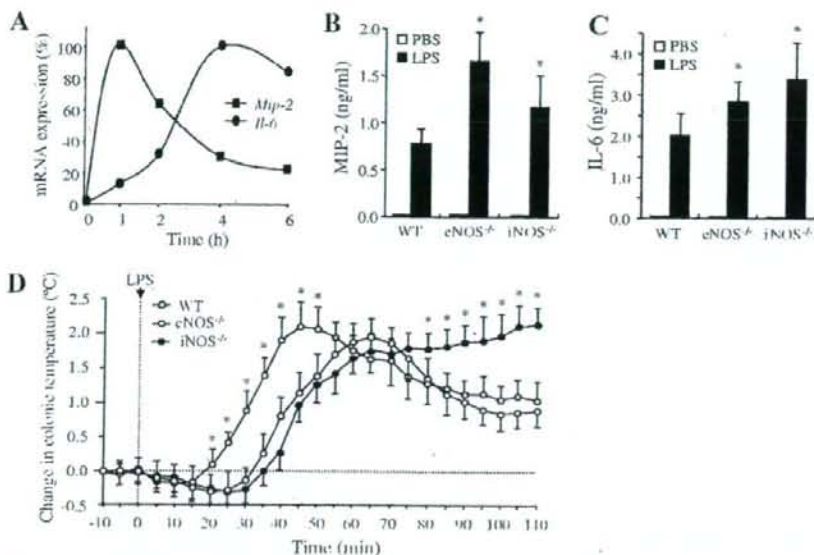 A
mRNA expression (%)
100
80
60
40
20
0
0 1 2 4 6
Time (h)
Mip-2
Il-6
B
MIP-2 (ng/ml)
2.0
1.5
1.0
0.5
0.0
PBS
LPS
WT eNOS-/- iNOS-/-
* *
C
IL-6 (ng/ml)
4.0
3.0
2.0
1.0
0.0
PBS
LPS
WT eNOS-/- iNOS-/-
* *
D
LPS
WT
eNOS-/-
iNOS-/-
Change in colonic temperature (°C)
2.5
2.0
1.5
1.0
0.5
0.0
-0.5
* * * * * * *
* * * * * * *
-10 0 10 20 30 40 50 60 70 80 90 100 110
Time (min)